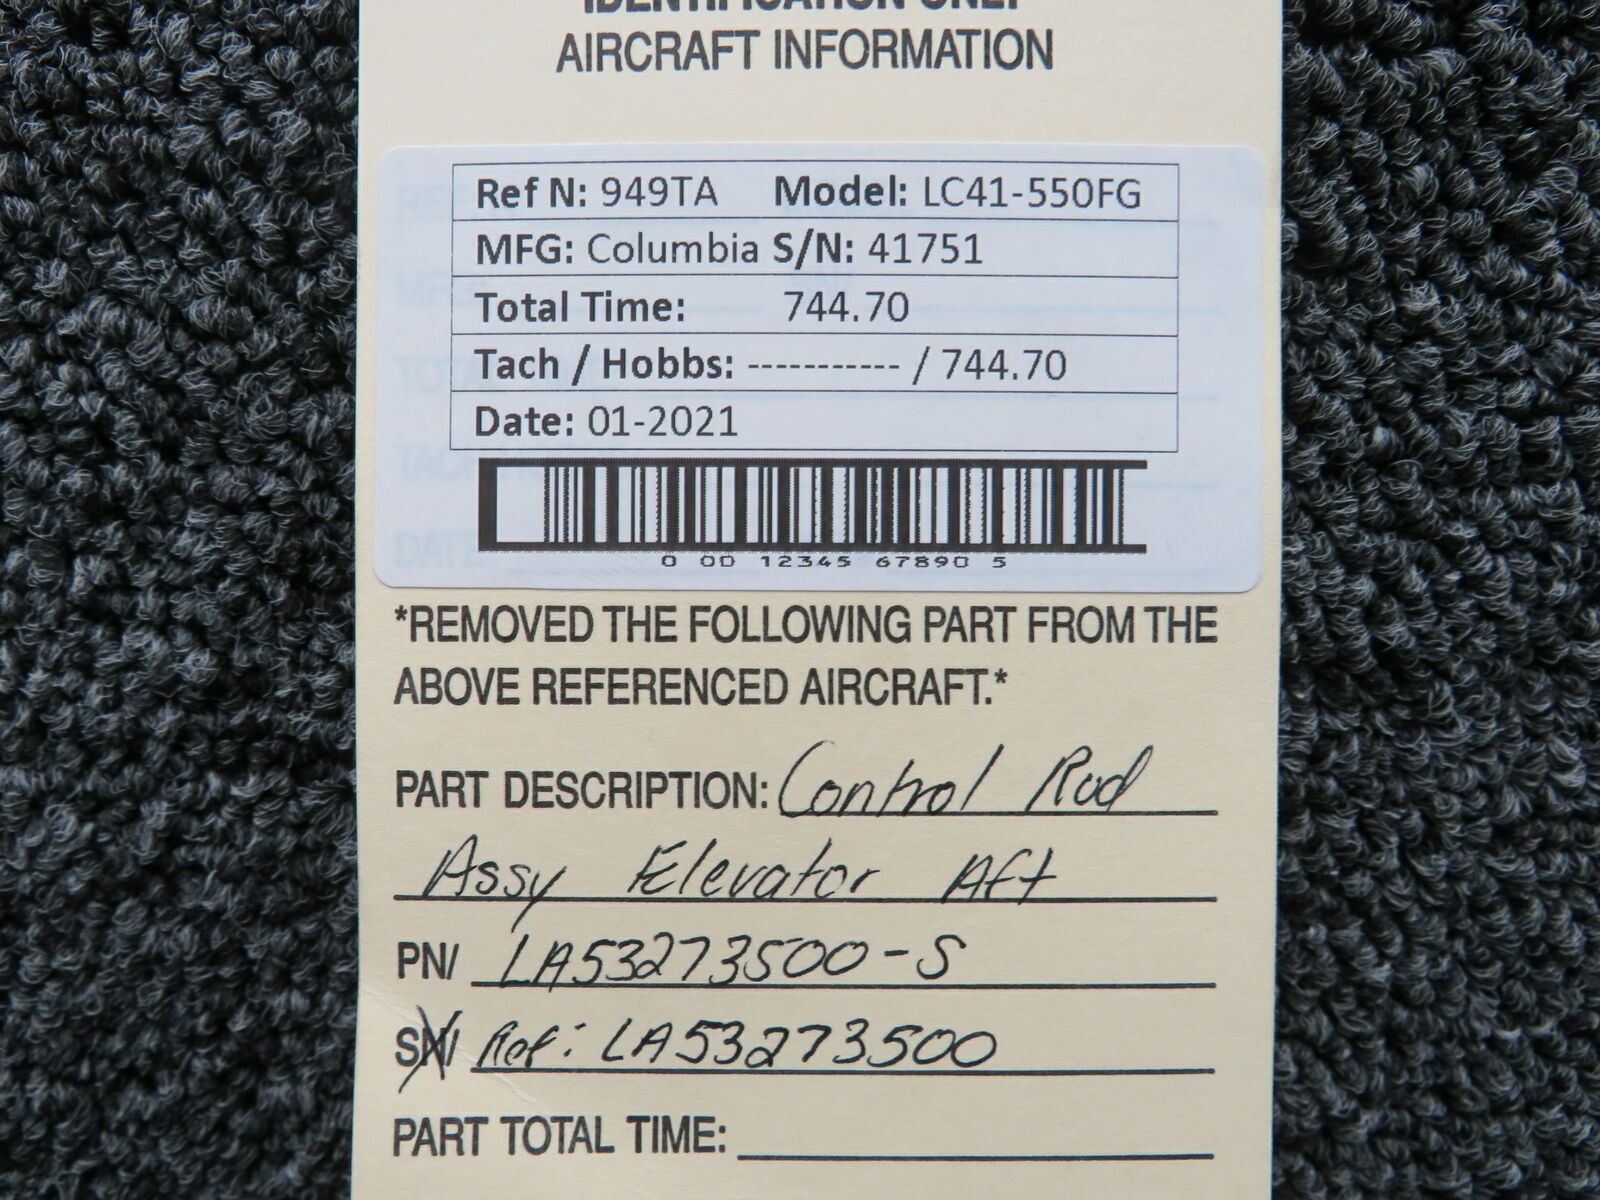 IDENTIFICATION ONLY
AIRCRAFT INFORMATION
Ref N: 949TA Model: LC41-550FG
MFG: Columbia S/N: 41751
Total Time: 744.70
Tach / Hobbs: ----------- / 744.70
Date: 01-2021
0 00 12345 67890 5
*REMOVED THE FOLLOWING PART FROM THE
ABOVE REFERENCED AIRCRAFT.*
PART DESCRIPTION: Control Rod
Assy Elevator Aft
PN/ LA53273500-S
SN/ Ref: LA53273500
PART TOTAL TIME: